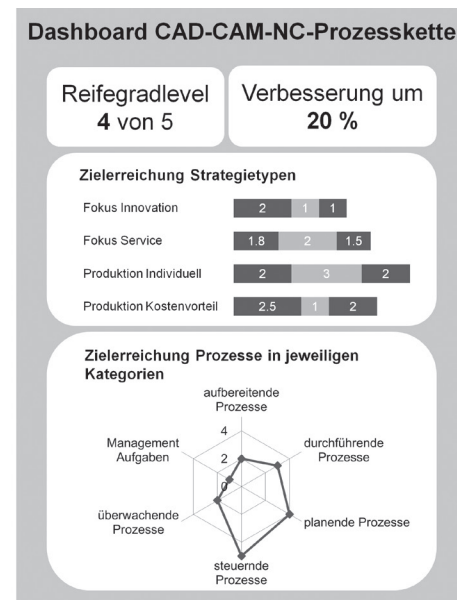 Dashboard CAD-CAM-NC-Prozesskette
Reifegradlevel
4 von 5
Verbesserung um
20 %
Zielerreichung Strategietypen
Fokus Innovation 2 1 1
Fokus Service 1.8 2 1.5
Produktion Individuell 2 3 2
Produktion Kostenvorteil 2.5 1 2
Zielerreichung Prozesse in jeweiligen
Kategorien
aufbereitende
Prozesse
4
2
0
durchführende
Prozesse
planende Prozesse
steuernde
Prozesse
überwachende
Prozesse
Management
Aufgaben